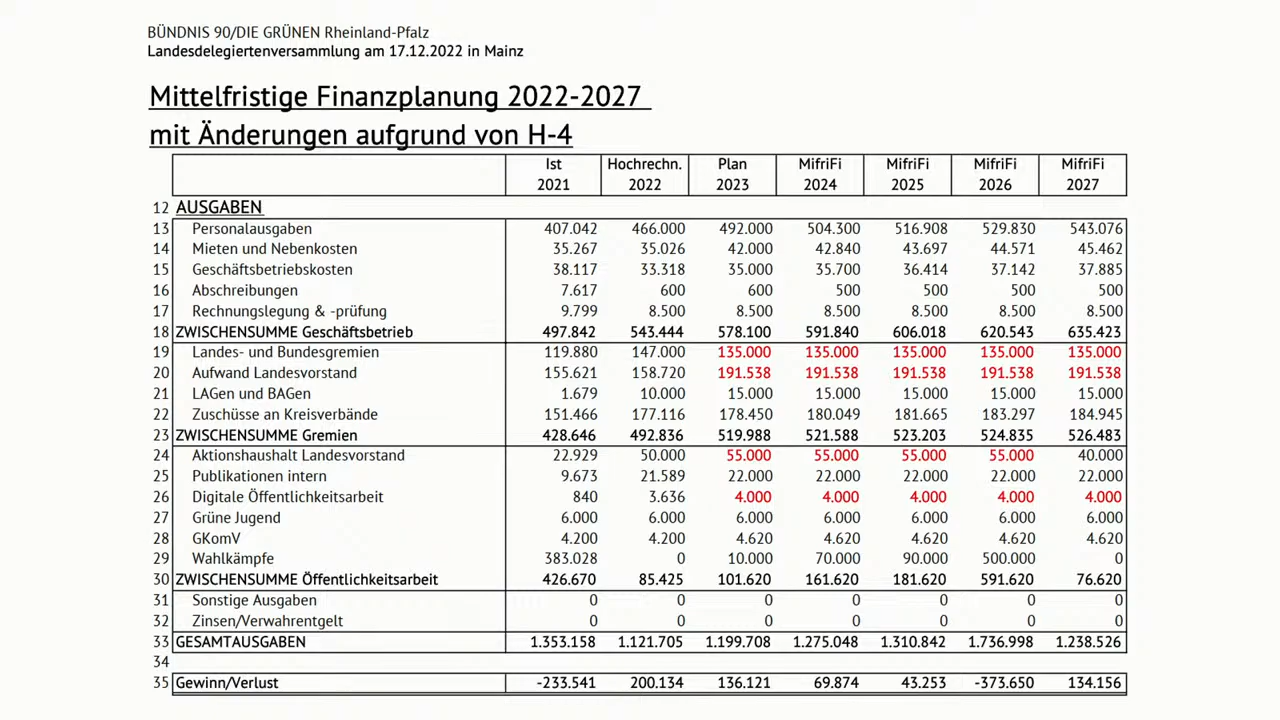 BÜNDNIS 90/DIE GRÜNEN Rheinland-Pfalz
Landesdelegiertenversammlung am 17.12.2022 in Mainz
Mittelfristige Finanzplanung 2022-2027
mit Änderungen aufgrund von H-4
Ist Hochrechn. Plan MifriFi MifriFi MifriFi MifriFi
2021 2022 2023 2024 2025 2026 2027
12 AUSGABEN
13 Personalausgaben 407.042 466.000 492.000 504.300 516.908 529.830 543.076
14 Mieten und Nebenkosten 35.267 35.026 42.000 42.840 43.697 44.571 45.462
15 Geschäftsbetriebskosten 38.117 33.318 35.000 35.700 36.414 37.142 37.885
16 Abschreibungen 7.617 600 600 500 500 500 500
17 Rechnungslegung & -prüfung 9.799 8.500 8.500 8.500 8.500 8.500 8.500
18 ZWISCHENSUMME Geschäftsbetrieb 497.842 543.444 578.100 591.840 606.018 620.543 635.423
19 Landes- und Bundesgremien 119.880 147.000 135.000 135.000 135.000 135.000 135.000
20 Aufwand Landesvorstand 155.621 158.720 191.538 191.538 191.538 191.538 191.538
21 LAGen und BAGen 1.679 10.000 15.000 15.000 15.000 15.000 15.000
22 Zuschüsse an Kreisverbände 151.466 177.116 178.450 180.049 181.665 183.297 184.945
23 ZWISCHENSUMME Gremien 428.646 492.836 519.988 521.588 523.203 524.835 526.483
24 Aktionshaushalt Landesvorstand 22.929 50.000 55.000 55.000 55.000 55.000 40.000
25 Publikationen intern 9.673 21.589 22.000 22.000 22.000 22.000 22.000
26 Digitale Öffentlichkeitsarbeit 840 3.636 4.000 4.000 4.000 4.000 4.000
27 Grüne Jugend 6.000 6.000 6.000 6.000 6.000 6.000 6.000
28 GKomV 4.200 4.200 4.620 4.620 4.620 4.620 4.620
29 Wahlkämpfe 383.028 0 10.000 70.000 90.000 500.000 0
30 ZWISCHENSUMME Öffentlichkeitsarbeit 426.670 85.425 101.620 161.620 181.620 591.620 76.620
31 Sonstige Ausgaben 0 0 0 0 0 0 0
32 Zinsen/Verwahrentgelt 0 0 0 0 0 0 0
33 GESAMTAUSGABEN 1.353.158 1.121.705 1.199.708 1.275.048 1.310.842 1.736.998 1.238.526
34
35 Gewinn/Verlust -233.541 200.134 136.121 69.874 43.253 -373.650 134.156